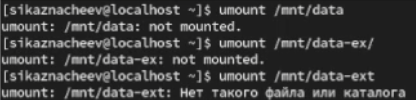 [sikaznacheev@localhost ~]$ umount /mnt/data
umount: /mnt/data: not mounted.
[sikaznacheev@localhost ~]$ umount /mnt/data-ex/
umount: /mnt/data-ex: not mounted.
[sikaznacheev@localhost ~]$ umount /mnt/data-ext
umount: /mnt/data-ext: Нет такого файла или каталога